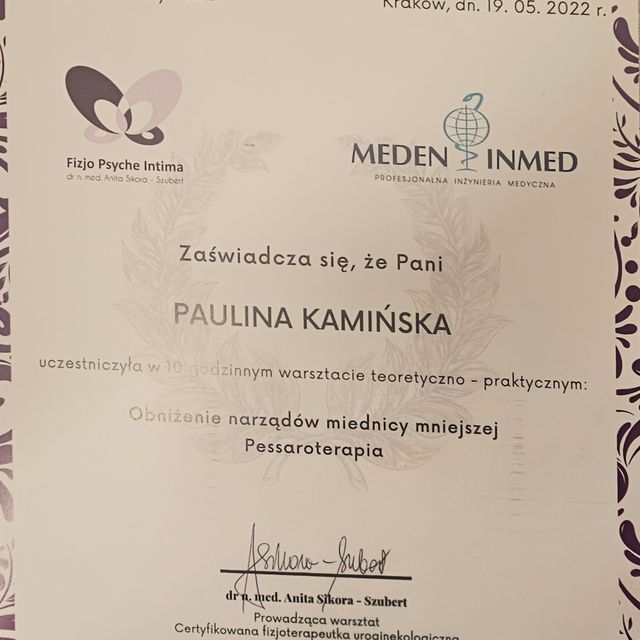 Kraków, dn. 19. 05. 2022 r.
Fizjo Psyche Intima
dr n. med. Anita Sikora - Szubert
MEDEN INMED
PROFESJONALNA INŻYNIERIA MEDYCZNA
Zaświadcza się, że Pani
PAULINA KAMIŃSKA
uczestniczyła w 10 godzinnym warsztacie teoretyczno - praktycznym:
Obniżenie narządów miednicy mniejszej
Pessaroterapia
ASikora-Szubert
dr n. med. Anita Sikora - Szubert
Prowadząca warsztat
Certyfikowana fizjoterapeutka uroginekologiczna